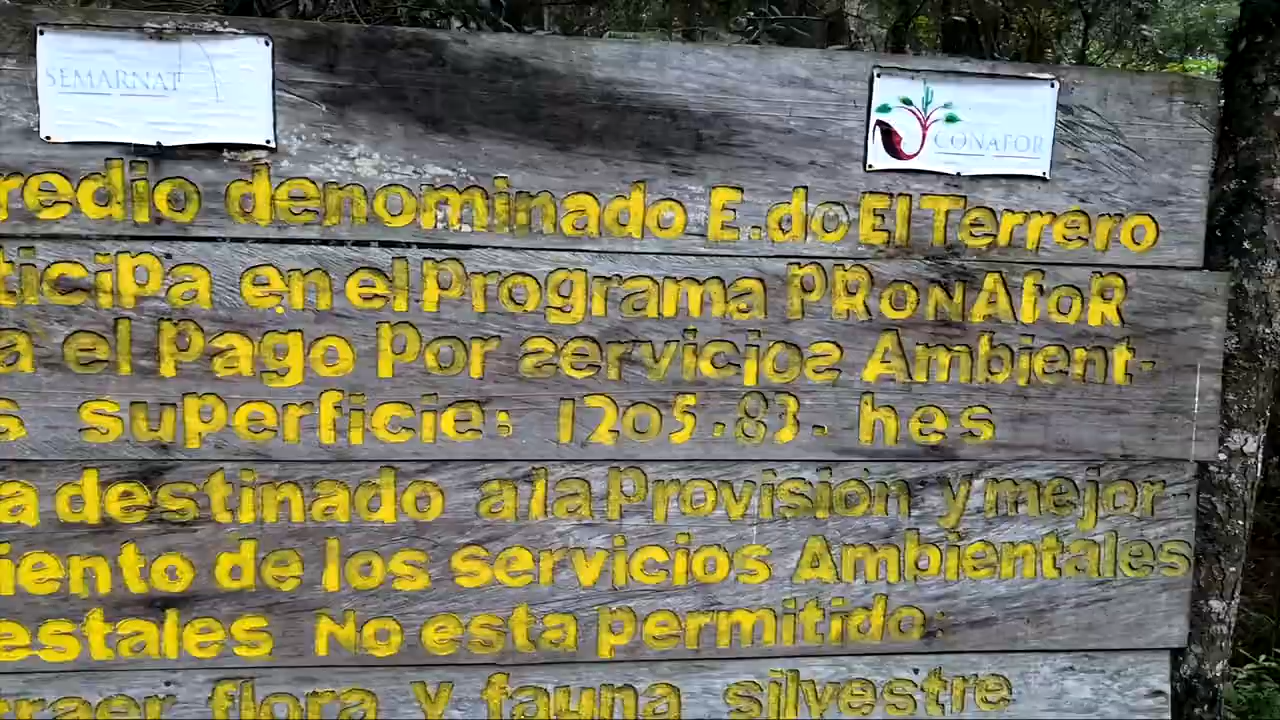 SEMARNAT
CONAFOR
redio denominado E.do El Terrero
ticipa en el programa PRONAfoR
a el pago por servicios Ambient-
s superficie: 1205.83. hes
a destinado a la provisión y mejor-
iento de los servicios Ambientales
estales No esta permitido:
raer flora y fauna silvestre